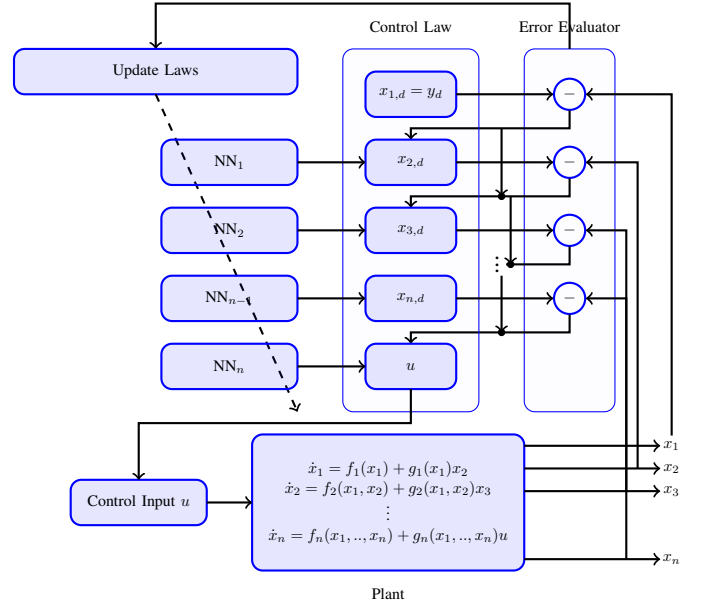 Control Law
Error Evaluator
Update Laws
x_{1,d} = y_d
−
NN_1
x_{2,d}
−
NN_2
x_{3,d}
−
⋮
NN_{n-1}
x_{n,d}
−
NN_n
u
x_1
ẋ_1 = f_1(x_1) + g_1(x_1)x_2
x_2
ẋ_2 = f_2(x_1, x_2) + g_2(x_1, x_2)x_3
x_3
Control Input u
⋮
ẋ_n = f_n(x_1, .., x_n) + g_n(x_1, .., x_n)u
x_n
Plant